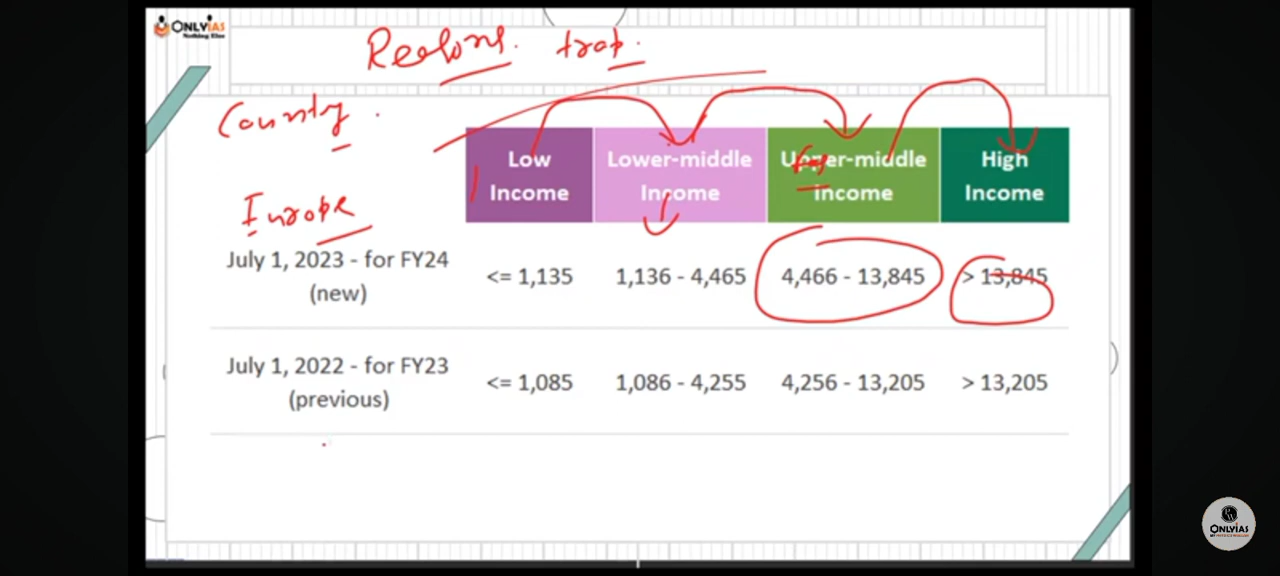 ONLYIAS
Nothing Else
Reasons. trap.
Country.
Low Income
Lower-middle Income
Upper-middle Income
High Income
Europe
July 1, 2023 - for FY24 (new)
<= 1,135
1,136 - 4,465
4,466 - 13,845
> 13,845
July 1, 2022 - for FY23 (previous)
<= 1,085
1,086 - 4,255
4,256 - 13,205
> 13,205
ONLYIAS